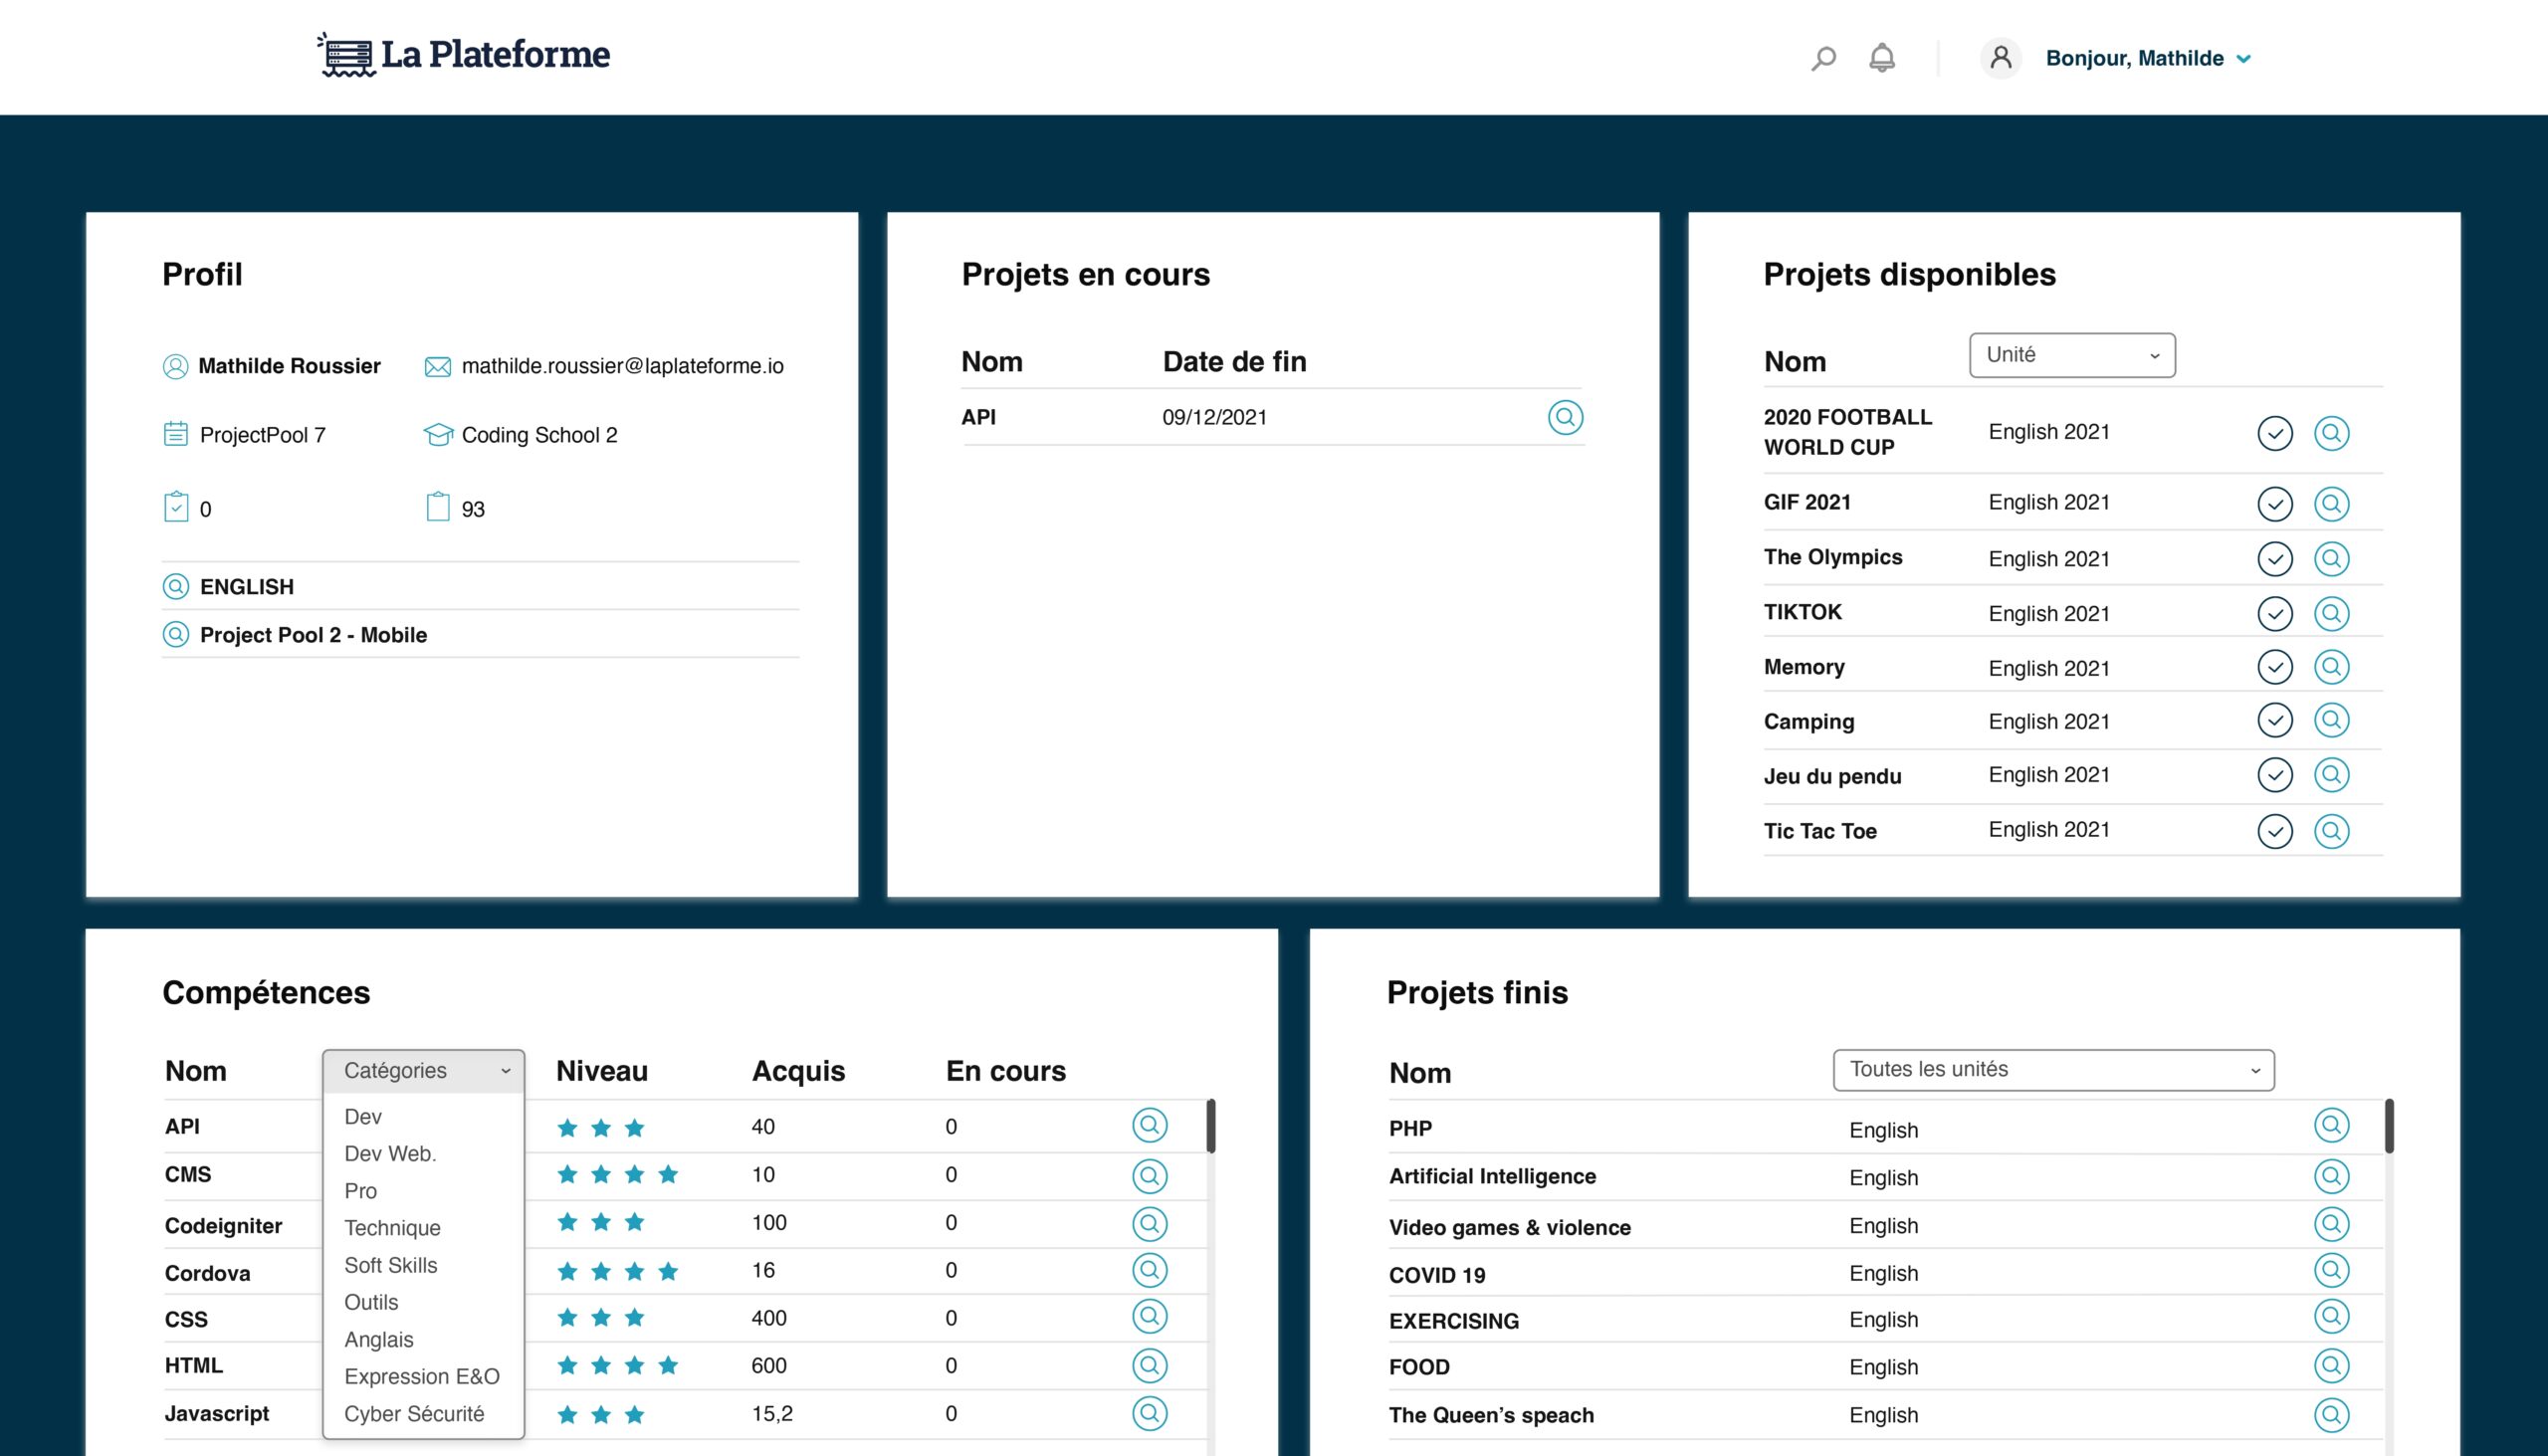 La Plateforme
Bonjour, Mathilde
Profil
Mathilde Roussier
mathilde.roussier@laplateforme.io
ProjectPool 7
Coding School 2
0
93
ENGLISH
Project Pool 2 - Mobile
Projets en cours
Nom Date de fin
API 09/12/2021
Projets disponibles
Nom Unité
2020 FOOTBALL
WORLD CUP
English 2021
GIF 2021 English 2021
The Olympics English 2021
TIKTOK English 2021
Memory English 2021
Camping English 2021
Jeu du pendu English 2021
Tic Tac Toe English 2021
Compétences
Nom Catégories Niveau Acquis En cours
API 40 0
CMS 10 0
Codeigniter 100 0
Cordova 16 0
CSS 400 0
HTML 600 0
Javascript 15,2 0
Dev
Dev Web.
Pro
Technique
Soft Skills
Outils
Anglais
Expression E&O
Cyber Sécurité
Projets finis
Nom Toutes les unités
PHP English
Artificial Intelligence English
Video games & violence English
COVID 19 English
EXERCISING English
FOOD English
The Queen’s speach English